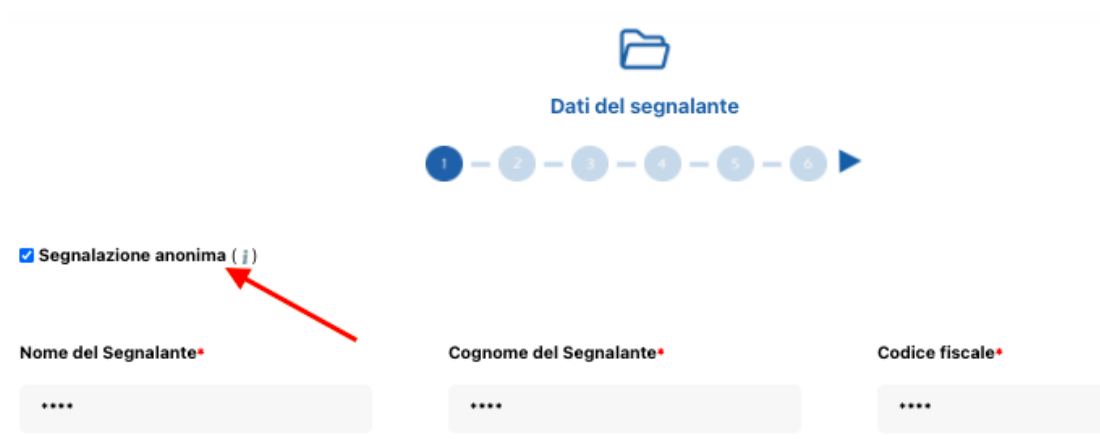 Dati del segnalante
1 2 3 4 5 6
Segnalazione anonima ( i )
Nome del Segnalante* Cognome del Segnalante* Codice fiscale*
**** **** ****